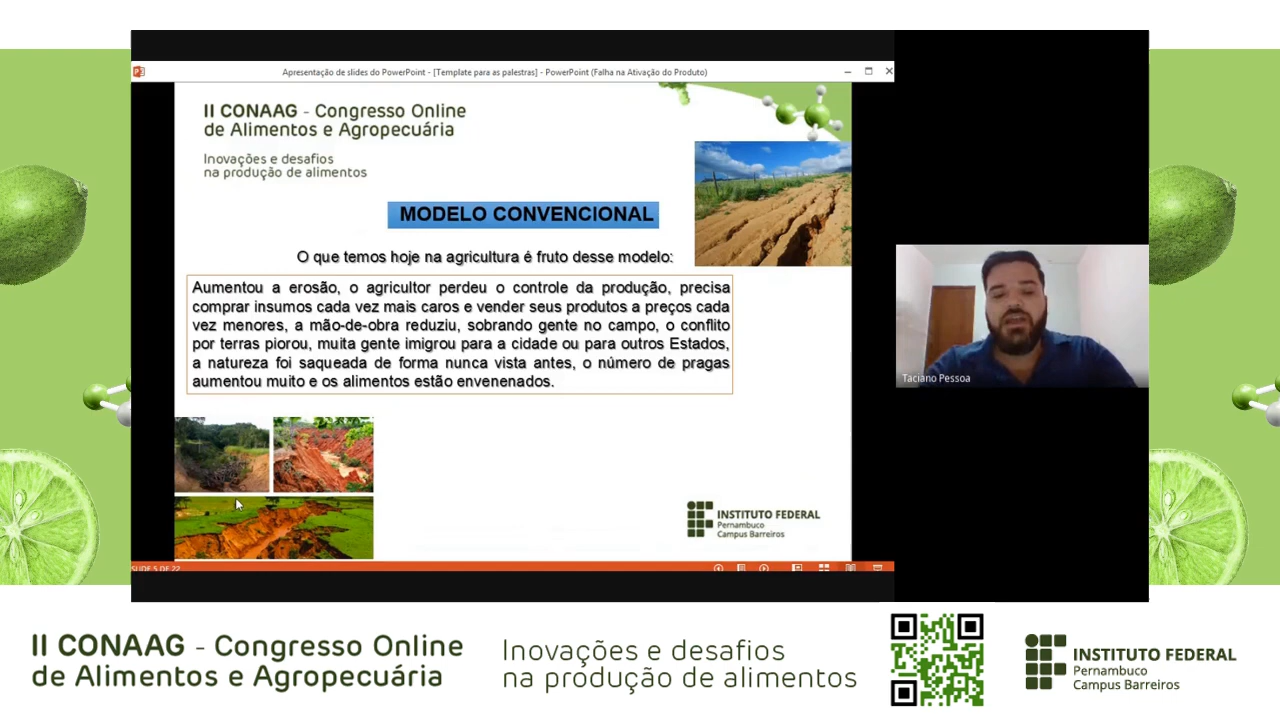 Apresentação de slides do PowerPoint - [Template para as palestras] - PowerPoint (Falha na Ativação do Produto)
II CONAAG - Congresso Online
de Alimentos e Agropecuária
Inovações e desafios
na produção de alimentos
MODELO CONVENCIONAL
O que temos hoje na agricultura é fruto desse modelo:
Aumentou a erosão, o agricultor perdeu o controle da produção, precisa
comprar insumos cada vez mais caros e vender seus produtos a preços cada
vez menores, a mão-de-obra reduziu, sobrando gente no campo, o conflito
por terras piorou, muita gente imigrou para a cidade ou para outros Estados,
a natureza foi saqueada de forma nunca vista antes, o número de pragas
aumentou muito e os alimentos estão envenenados.
INSTITUTO FEDERAL
Pernambuco
Campus Barreiros
SLIDE 5 DE 22
Taciano Pessoa
II CONAAG - Congresso Online
de Alimentos e Agropecuária
Inovações e desafios
na produção de alimentos
INSTITUTO FEDERAL
Pernambuco
Campus Barreiros